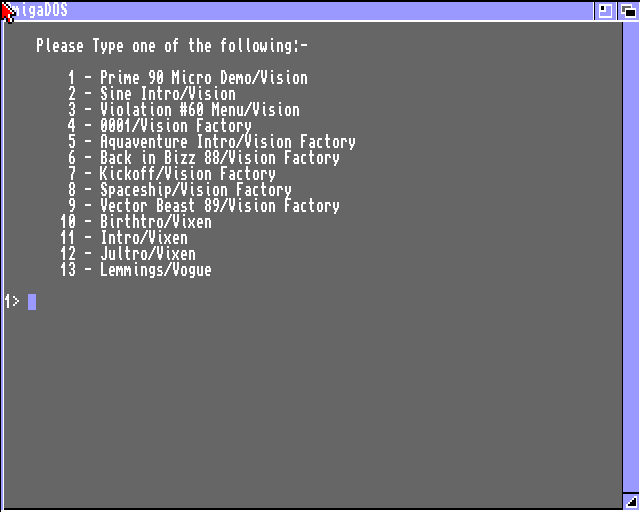 AmigaDOS
Please Type one of the following:-
1 - Prime 90 Micro Demo/Vision
2 - Sine Intro/Vision
3 - Violation #60 Menu/Vision
4 - 0001/Vision Factory
5 - Aquaventure Intro/Vision Factory
6 - Back in Bizz 88/Vision Factory
7 - Kickoff/Vision Factory
8 - Spaceship/Vision Factory
9 - Vector Beast 89/Vision Factory
10 - Birthtro/Vixen
11 - Intro/Vixen
12 - Jultro/Vixen
13 - Lemmings/Vogue
1>